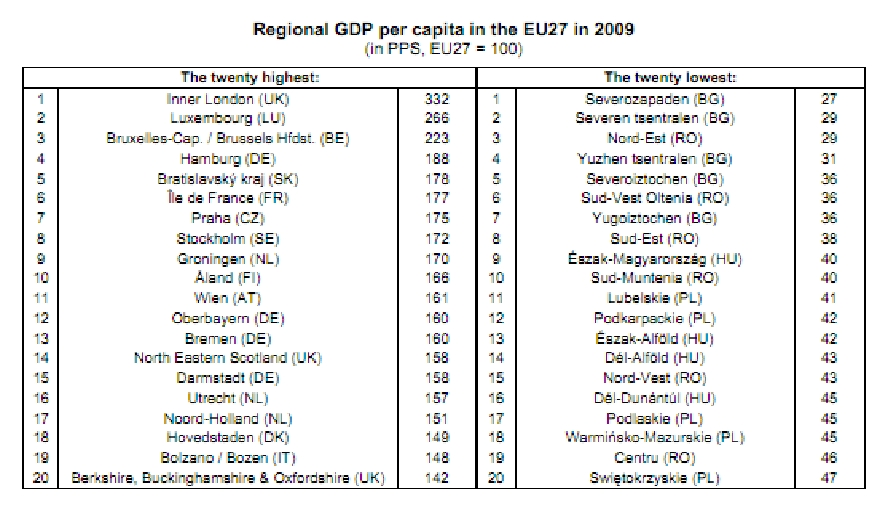 Regional GDP per capita in the EU27 in 2009
(in PPS, EU27 = 100)
The twenty highest: The twenty lowest:
1 Inner London (UK) 332 1 Severozapaden (BG) 27
2 Luxembourg (LU) 266 2 Severen tsentralen (BG) 29
3 Bruxelles-Cap. / Brussels Hfdst. (BE) 223 3 Nord-Est (RO) 29
4 Hamburg (DE) 188 4 Yuzhen tsentralen (BG) 31
5 Bratislavský kraj (SK) 178 5 Severoiztochen (BG) 36
6 Île de France (FR) 177 6 Sud-Vest Oltenia (RO) 36
7 Praha (CZ) 175 7 Yugoiztochen (BG) 36
8 Stockholm (SE) 172 8 Sud-Est (RO) 38
9 Groningen (NL) 170 9 Észak-Magyarország (HU) 40
10 Åland (FI) 166 10 Sud-Muntenia (RO) 40
11 Wien (AT) 161 11 Lubelskie (PL) 41
12 Oberbayern (DE) 160 12 Podkarpackie (PL) 42
13 Bremen (DE) 160 13 Észak-Alföld (HU) 42
14 North Eastern Scotland (UK) 158 14 Dél-Alföld (HU) 43
15 Darmstadt (DE) 158 15 Nord-Vest (RO) 43
16 Utrecht (NL) 157 16 Dél-Dunántúl (HU) 45
17 Noord-Holland (NL) 151 17 Podlaskie (PL) 45
18 Hovedstaden (DK) 149 18 Warmińsko-Mazurskie (PL) 45
19 Bolzano / Bozen (IT) 148 19 Centru (RO) 46
20 Berkshire, Buckinghamshire & Oxfordshire (UK) 142 20 Świętokrzyskie (PL) 47